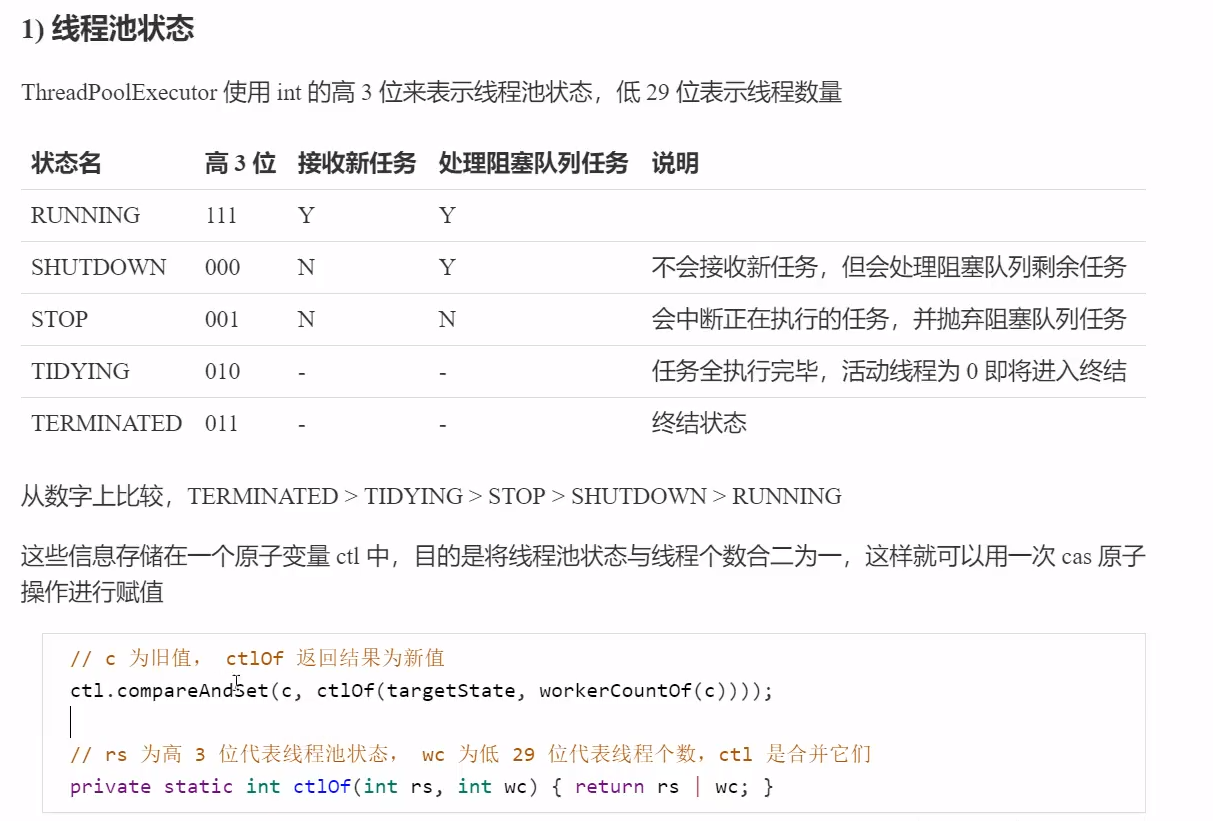 1) 线程池状态
ThreadPoolExecutor 使用 int 的高 3 位来表示线程池状态，低 29 位表示线程数量
状态名 高 3 位 接收新任务 处理阻塞队列任务 说明
RUNNING 111 Y Y
SHUTDOWN 000 N Y 不会接收新任务，但会处理阻塞队列剩余任务
STOP 001 N N 会中断正在执行的任务，并抛弃阻塞队列任务
TIDYING 010 - - 任务全执行完毕，活动线程为 0 即将进入终结
TERMINATED 011 - - 终结状态
从数字上比较，TERMINATED > TIDYING > STOP > SHUTDOWN > RUNNING
这些信息存储在一个原子变量 ctl 中，目的是将线程池状态与线程个数合二为一，这样就可以用一次 cas 原子
操作进行赋值
// c 为旧值， ctlOf 返回结果为新值
ctl.compareAndSet(c, ctlOf(targetState, workerCountOf(c))));
// rs 为高 3 位代表线程池状态， wc 为低 29 位代表线程个数，ctl 是合并它们
private static int ctlOf(int rs, int wc) { return rs | wc; }